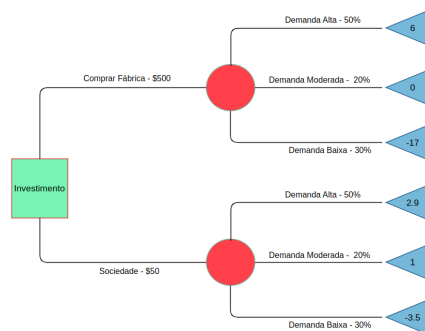 Demanda Alta - 50%
6
Comprar Fábrica - $500
Demanda Moderada - 20%
0
Demanda Baixa - 30%
-17
Investimento
Demanda Alta - 50%
2.9
Demanda Moderada - 20%
1
Sociedade - $50
Demanda Baixa - 30%
-3.5